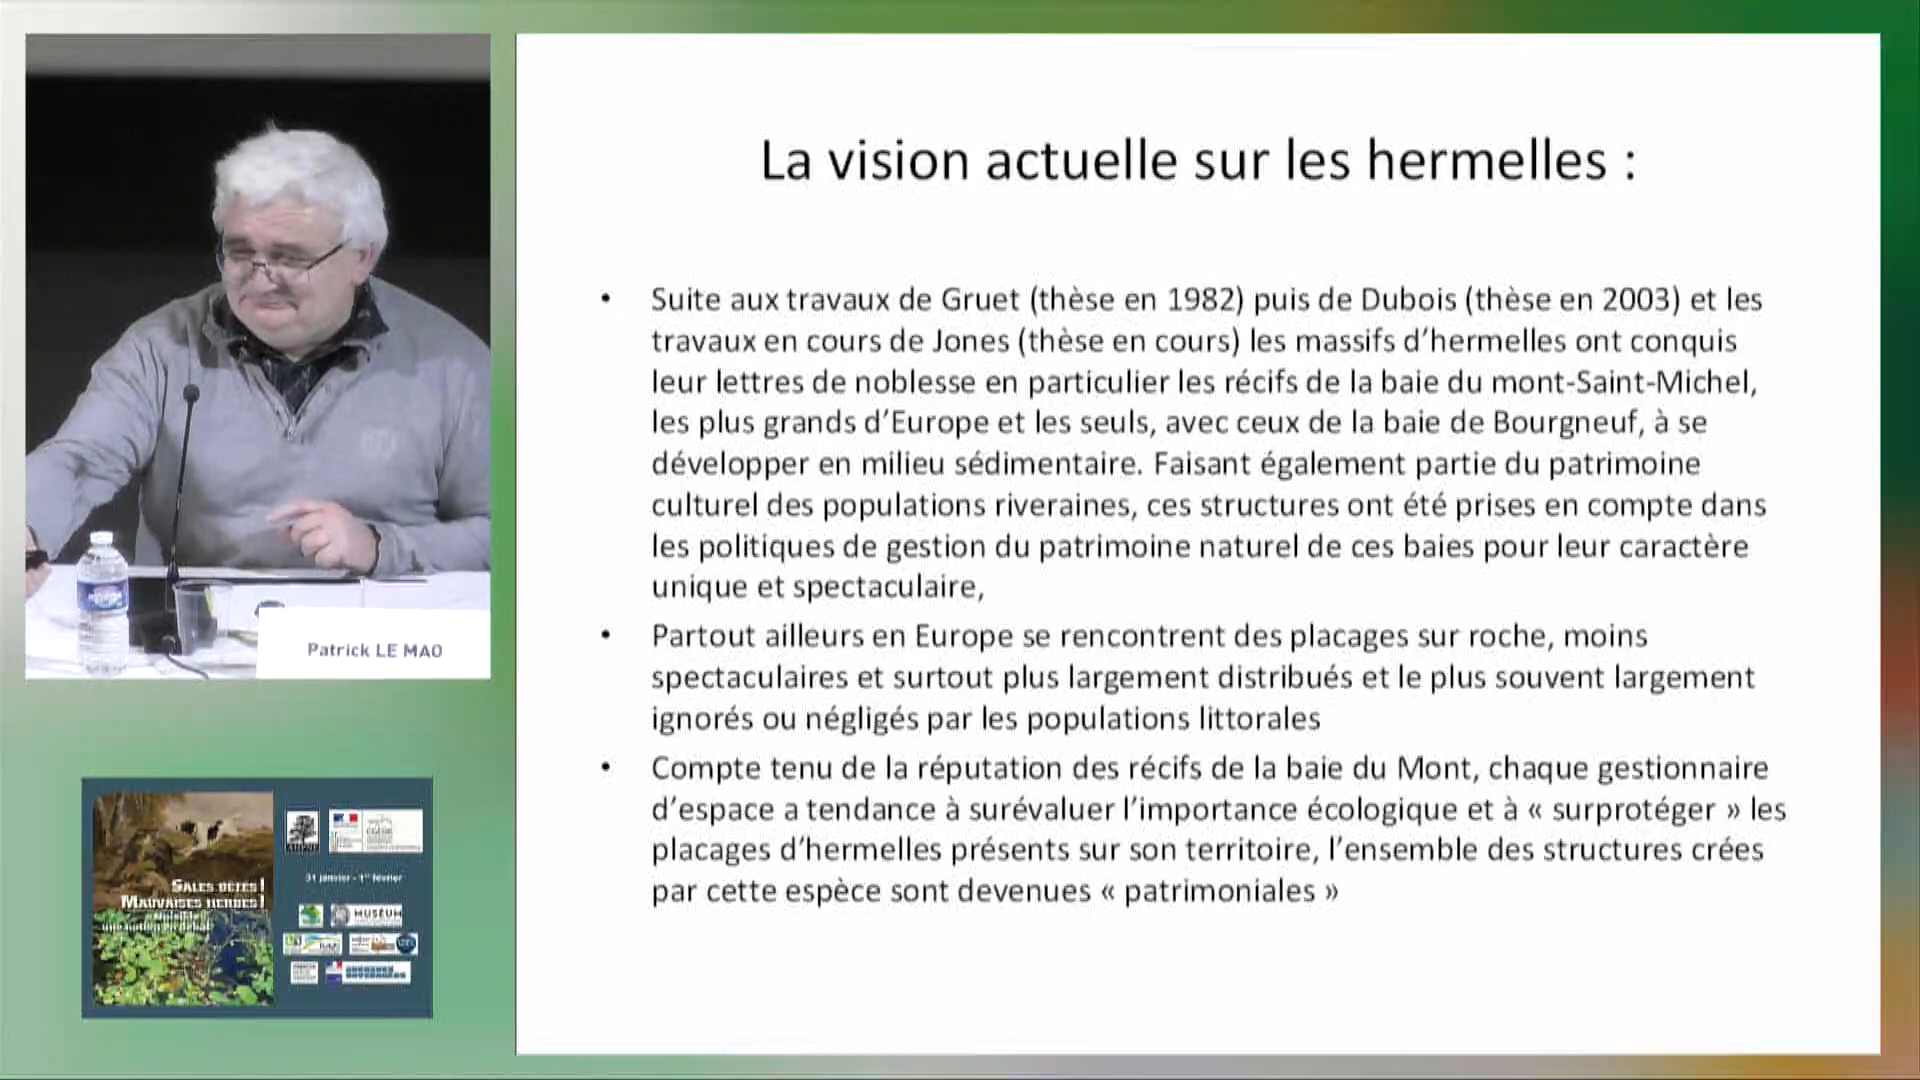 La vision actuelle sur les hermelles :
• Suite aux travaux de Gruet (thèse en 1982) puis de Dubois (thèse en 2003) et les
travaux en cours de Jones (thèse en cours) les massifs d’hermelles ont conquis
leur lettres de noblesse en particulier les récifs de la baie du mont-Saint-Michel,
les plus grands d’Europe et les seuls, avec ceux de la baie de Bourgneuf, à se
développer en milieu sédimentaire. Faisant également partie du patrimoine
culturel des populations riveraines, ces structures ont été prises en compte dans
les politiques de gestion du patrimoine naturel de ces baies pour leur caractère
unique et spectaculaire,
• Partout ailleurs en Europe se rencontrent des placages sur roche, moins
spectaculaires et surtout plus largement distribués et le plus souvent largement
ignorés ou négligés par les populations littorales
• Compte tenu de la réputation des récifs de la baie du Mont, chaque gestionnaire
d’espace a tendance à surévaluer l’importance écologique et à « surprotéger » les
placages d’hermelles présents sur son territoire, l’ensemble des structures crées
par cette espèce sont devenues « patrimoniales »
Patrick LE MAO
SALES BÊTES !
MAUVAISES HERBES !
31 janvier - 1er février
MUSÉUM